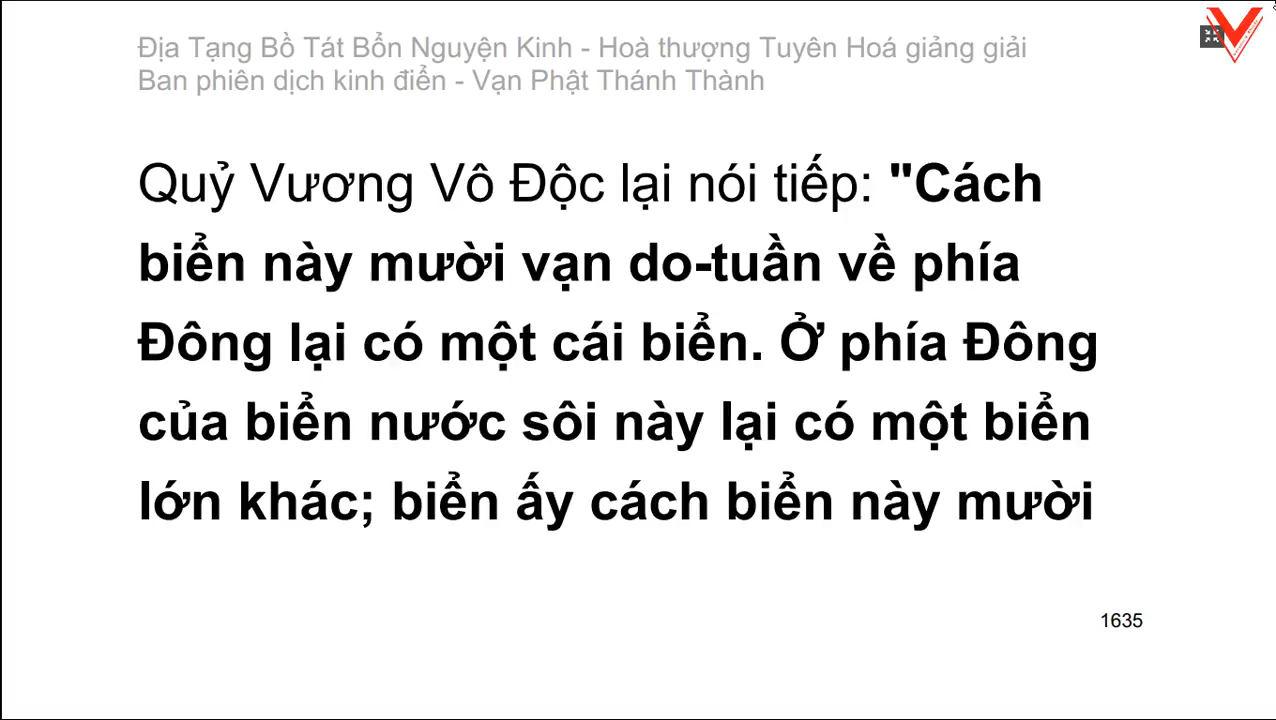 Địa Tạng Bồ Tát Bổn Nguyện Kinh - Hoà thượng Tuyên Hoá giảng giải
Ban phiên dịch kinh điển - Vạn Phật Thánh Thành
Quỷ Vương Vô Độc lại nói tiếp: "Cách
biển này mười vạn do-tuần về phía
Đông lại có một cái biển. Ở phía Đông
của biển nước sôi này lại có một biển
lớn khác; biển ấy cách biển này mười
1635